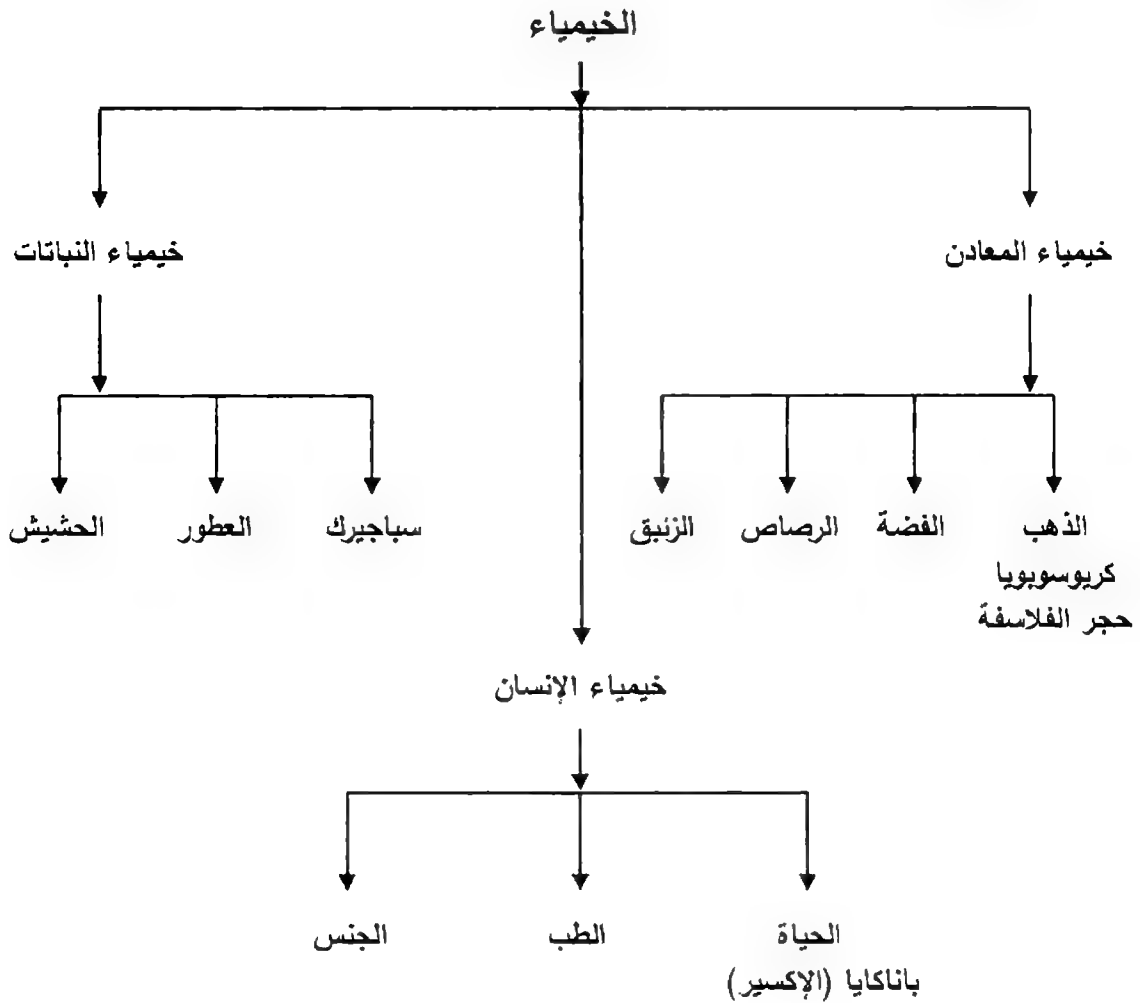 الخيمياء
خيمياء المعادن
خيمياء النباتات
الذهب
كريوسوبويا
حجر الفلاسفة
الفضة
الرصاص
الزئبق
سباجيرك
العطور
الحشيش
خيمياء الإنسان
الحياة
باناكايا (الإكسير)
الطب
الجنس